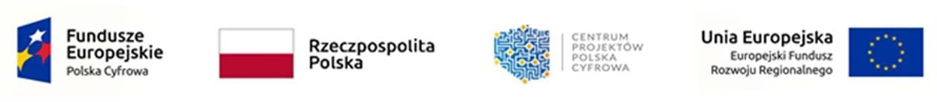 Fundusze
Europejskie
Polska Cyfrowa
Rzeczpospolita
Polska
CENTRUM
PROJEKTÓW
POLSKA
CYFROWA
Unia Europejska
Europejski Fundusz
Rozwoju Regionalnego